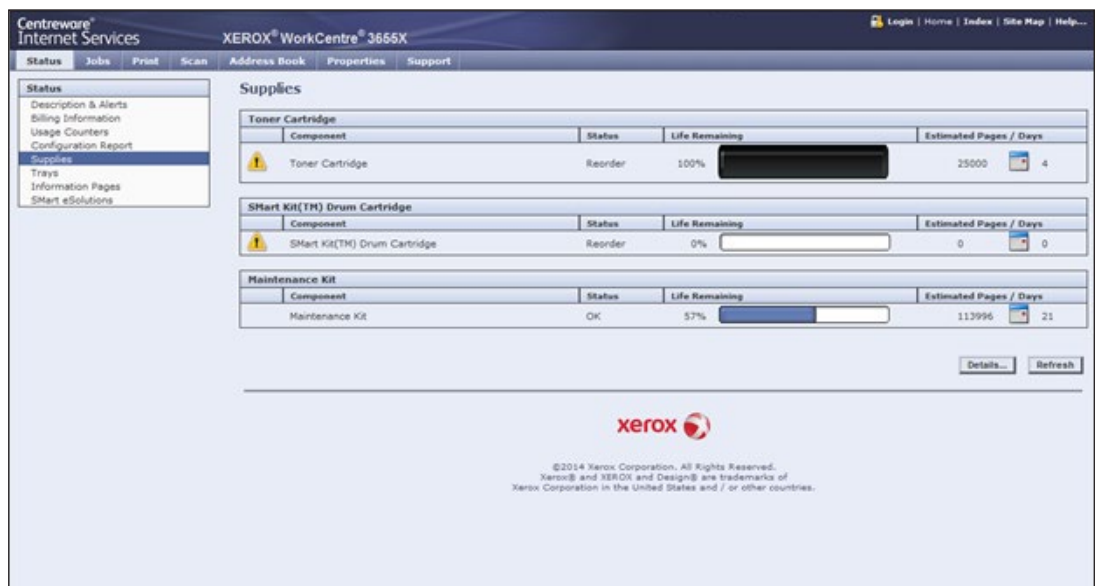 Centreware®
Internet Services
XEROX® WorkCentre® 3655X
Login | Home | Index | Site Map | Help...
Status Jobs Print Scan Address Book Properties Support
Status
Description & Alerts
Billing Information
Usage Counters
Configuration Report
Supplies
Trays
Information Pages
SMart eSolutions
Supplies
Toner Cartridge
Component Status Life Remaining Estimated Pages / Days
Toner Cartridge Reorder 100% 25000 4
SMart Kit(TM) Drum Cartridge
Component Status Life Remaining Estimated Pages / Days
SMart Kit(TM) Drum Cartridge Reorder 0% 0 0
Maintenance Kit
Component Status Life Remaining Estimated Pages / Days
Maintenance Kit OK 57% 113996 21
Details... Refresh
xerox
©2014 Xerox Corporation. All Rights Reserved.
Xerox® and XEROX and Design® are trademarks of
Xerox Corporation in the United States and / or other countries.